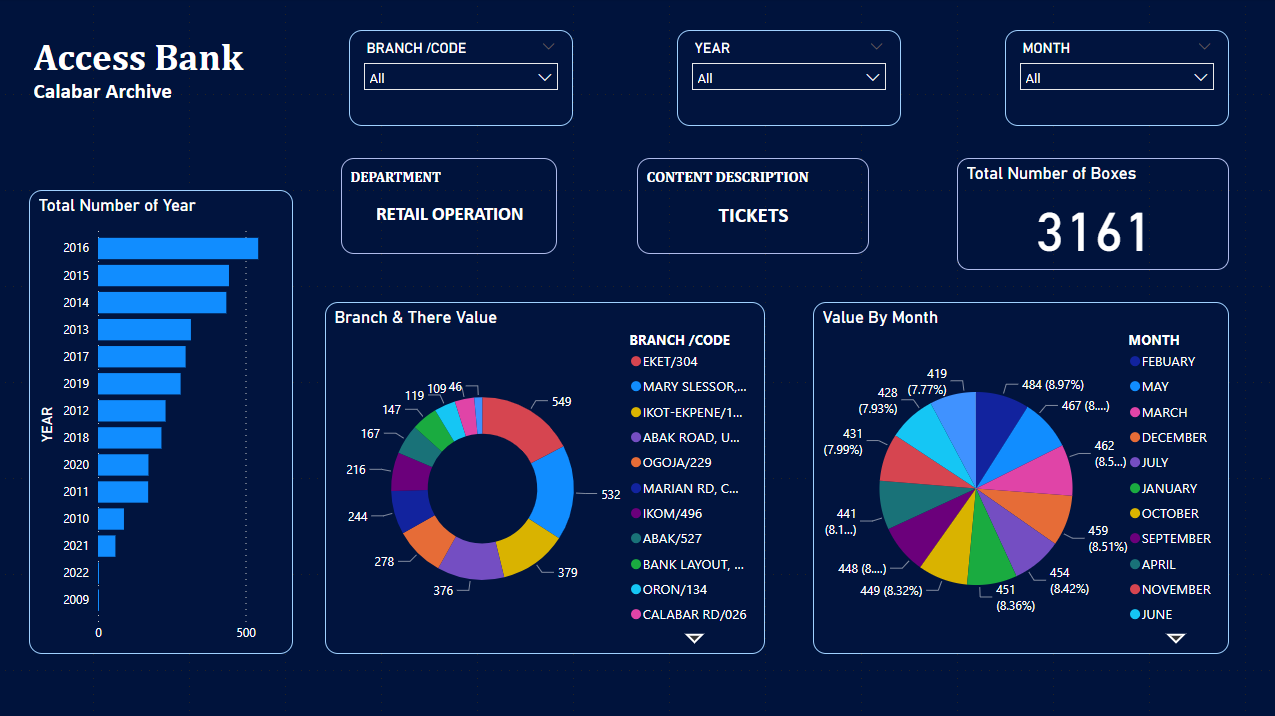 Access Bank
Calabar Archive
BRANCH /CODE
All
YEAR
All
MONTH
All
DEPARTMENT
RETAIL OPERATION
CONTENT DESCRIPTION
TICKETS
Total Number of Boxes
3161
Total Number of Year
YEAR
2016
2015
2014
2013
2017
2019
2012
2018
2020
2011
2010
2021
2022
2009
0
500
Branch & There Value
549
532
379
376
278
244
216
167
147
119
109
46
BRANCH /CODE
EKET/304
MARY SLESSOR,...
IKOT-EKPENE/1...
ABAK ROAD, U...
OGOJA/229
MARIAN RD, C...
IKOM/496
ABAK/527
BANK LAYOUT, ...
ORON/134
CALABAR RD/026
Value By Month
484 (8.97%)
467 (8....)
462
(8.5...)
459
(8.51%)
454
(8.42%)
451
(8.36%)
449 (8.32%)
448 (8....)
441
(8.1...)
431
(7.99%)
428
(7.93%)
419
(7.77%)
MONTH
FEBUARY
MAY
MARCH
DECEMBER
JULY
JANUARY
OCTOBER
SEPTEMBER
APRIL
NOVEMBER
JUNE